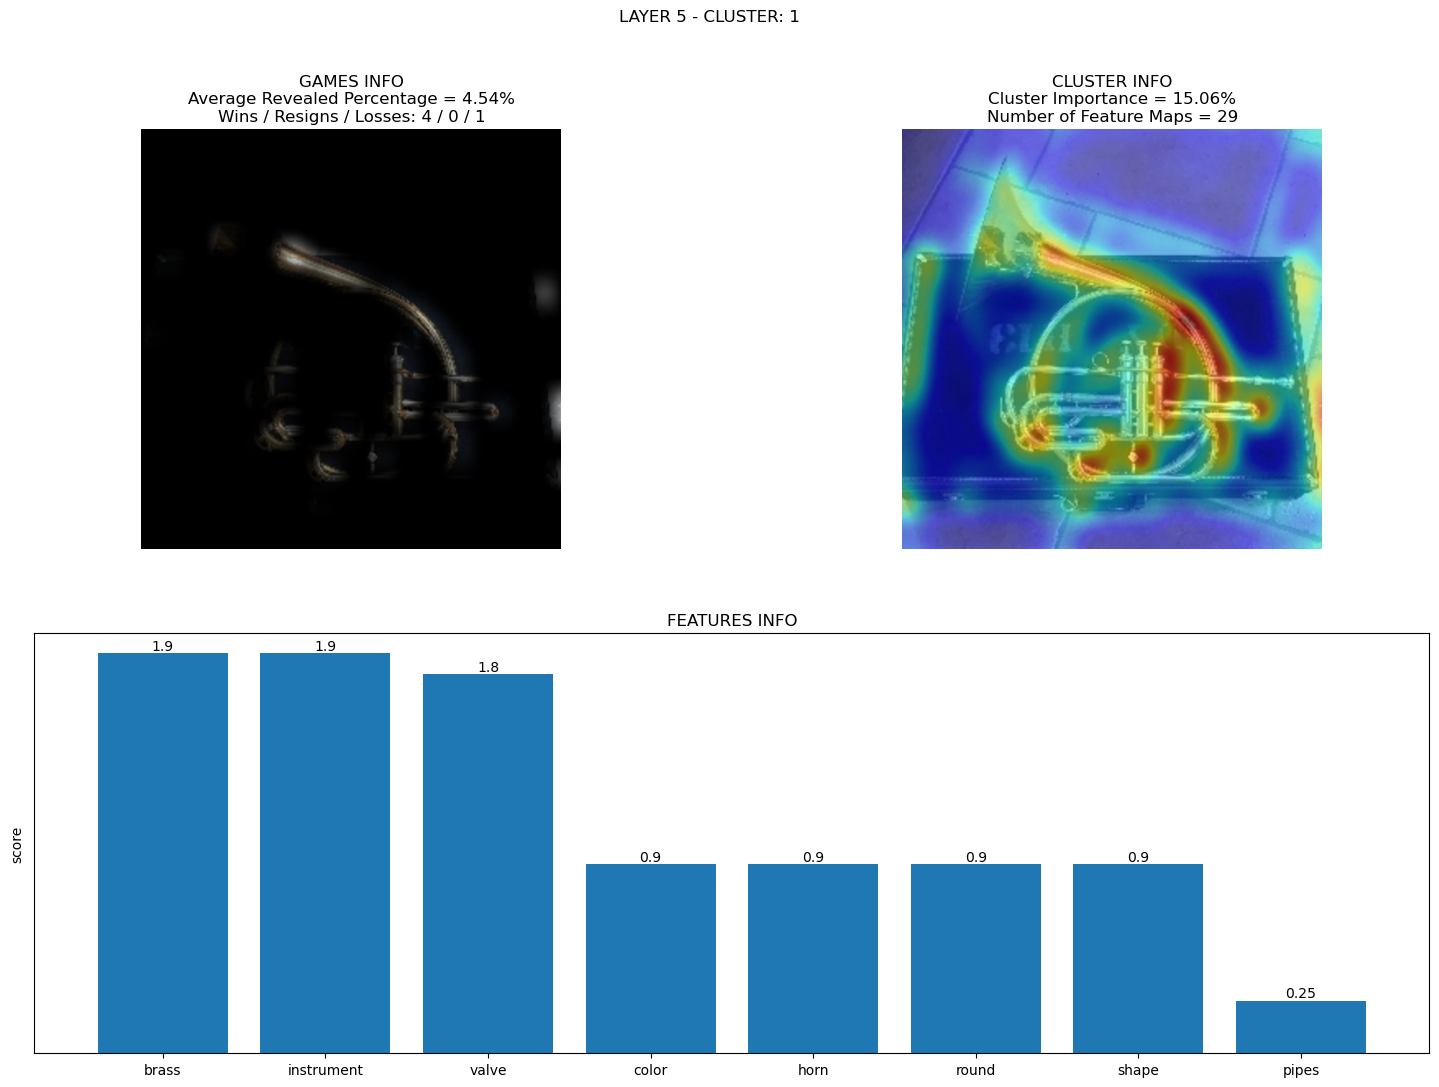 LAYER 5 - CLUSTER: 1
GAMES INFO
Average Revealed Percentage = 4.54%
Wins / Resigns / Losses: 4 / 0 / 1
CLUSTER INFO
Cluster Importance = 15.06%
Number of Feature Maps = 29
FEATURES INFO
score
1.9
1.9
1.8
0.9
0.9
0.9
0.9
0.25
brass
instrument
valve
color
horn
round
shape
pipes